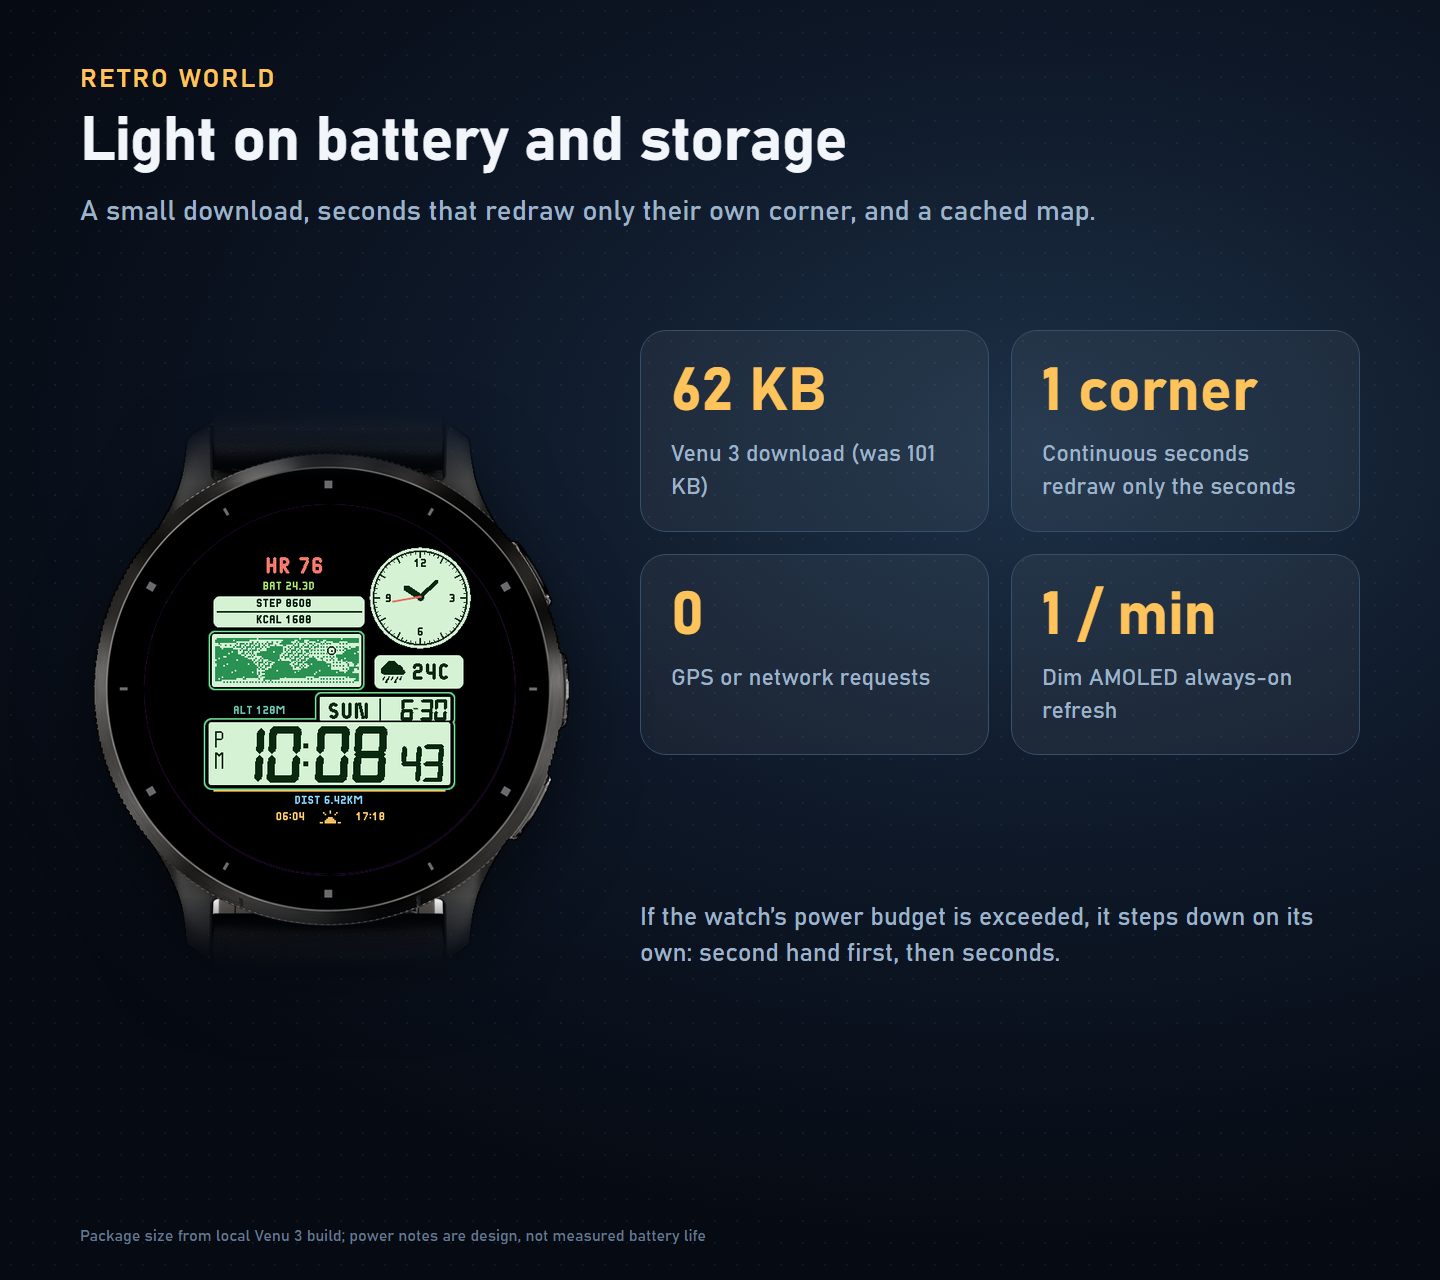 RETRO WORLD
Light on battery and storage
A small download, seconds that redraw only their own corner, and a cached map.
62 KB
Venu 3 download (was 101
KB)
1 corner
Continuous seconds
redraw only the seconds
0
GPS or network requests
1 / min
Dim AMOLED always-on
refresh
If the watch's power budget is exceeded, it steps down on its
own: second hand first, then seconds.
HR 76
BAT 24.3D
STEP 8608
KCAL 1688
12
9
3
6
24C
ALT 128M
SUN
6-30
PM
10:08
43
DIST 6.42KM
06:04
17:18
Package size from local Venu 3 build; power notes are design, not measured battery life